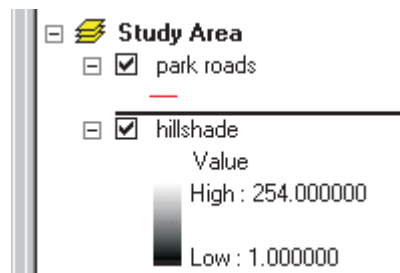 Study Area
park roads
hillshade
Value
High : 254.000000
Low : 1.000000